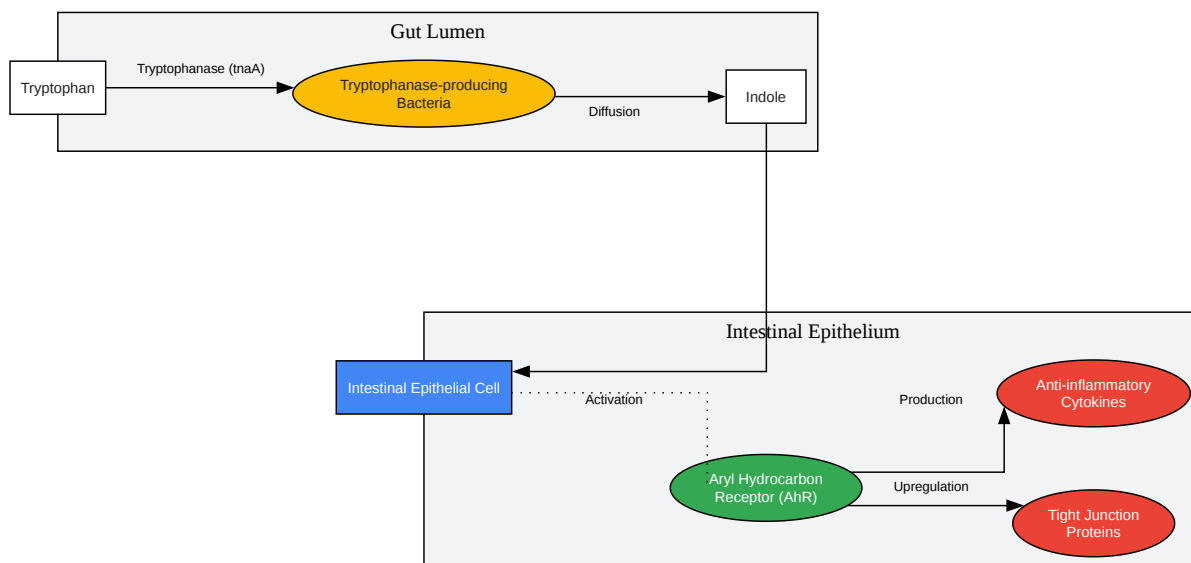 Gut Lumen
Tryptophan
Tryptophanase (tnaA)
Tryptophanase-producing
Bacteria
Diffusion
Indole
Intestinal Epithelium
Intestinal Epithelial Cell
Activation
Aryl Hydrocarbon
Receptor (AhR)
Production
Anti-inflammatory
Cytokines
Upregulation
Tight Junction
Proteins